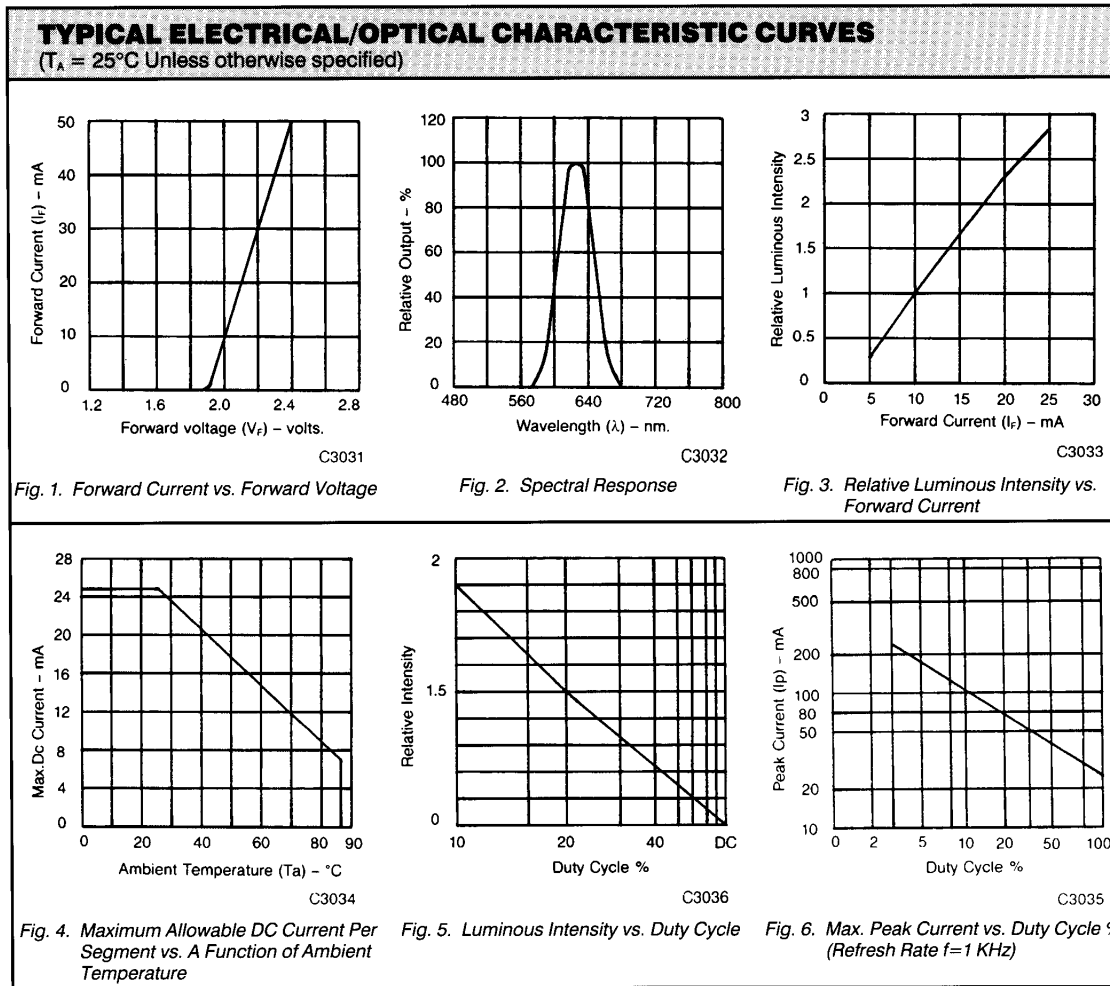 TYPICAL ELECTRICAL/OPTICAL CHARACTERISTIC CURVES
(TA = 25°C Unless otherwise specified)
50
40
30
20
10
0
1.2 1.6 2.0 2.4 2.8
Forward Current (IF) – mA
Forward voltage (VF) – volts.
C3031
Fig. 1. Forward Current vs. Forward Voltage
120
100
80
60
40
20
0
480 560 640 720 800
Relative Output – %
Wavelength (λ) – nm.
C3032
Fig. 2. Spectral Response
3
2.5
2
1.5
1
0.5
0
0 5 10 15 20 25 30
Relative Luminous Intensity
Forward Current (IF) – mA
C3033
Fig. 3. Relative Luminous Intensity vs.
Forward Current
28
24
20
16
12
8
4
0
0 20 40 60 80 90
Max.Dc Current – mA
Ambient Temperature (Ta) – °C
C3034
Fig. 4. Maximum Allowable DC Current Per
Segment vs. A Function of Ambient
Temperature
2
1.5
0
10 20 40 DC
Relative Intensity
Duty Cycle %
C3036
Fig. 5. Luminous Intensity vs. Duty Cycle
1000
800
500
200
100
80
50
20
10
0 2 5 10 20 50 100
Peak Current (Ip) – mA
Duty Cycle %
C3035
Fig. 6. Max. Peak Current vs. Duty Cycle %
(Refresh Rate f=1 KHz)